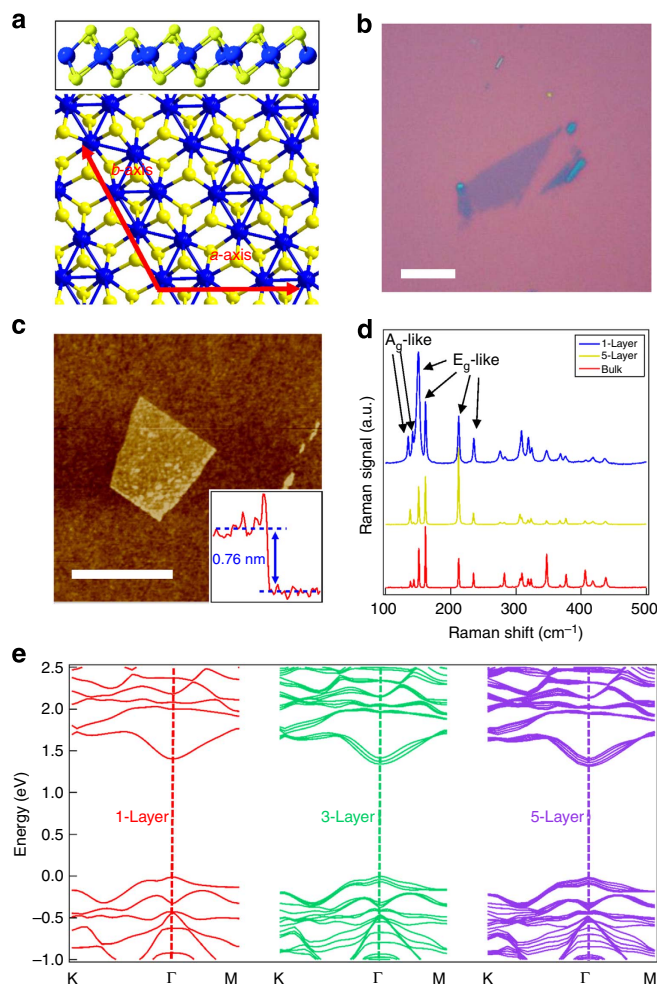 a
b-axis
a-axis
b
c
0.76 nm
d
Ag-like
Eg-like
1-Layer
5-Layer
Bulk
Raman signal (a.u.)
100 200 300 400 500
Raman shift (cm–1)
e
2.5
2.0
1.5
1.0
0.5
0.0
–0.5
–1.0
Energy (eV)
1-Layer
3-Layer
5-Layer
K Γ M K Γ M K Γ M